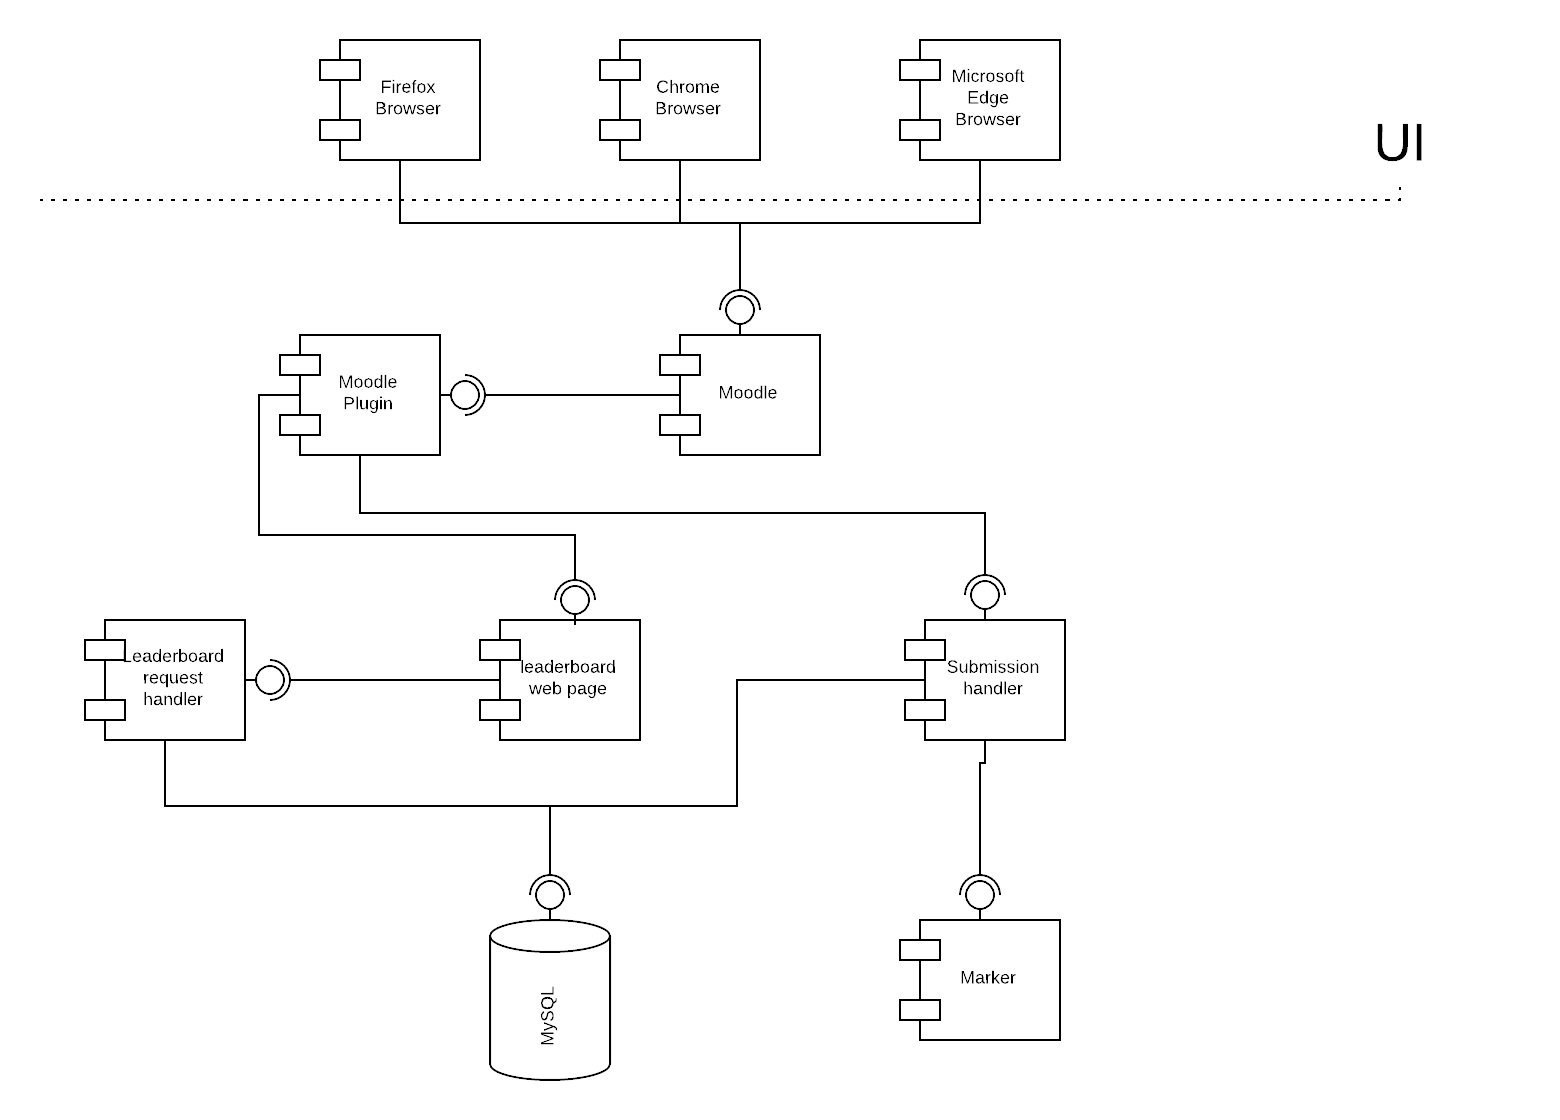 Firefox
Browser
Chrome
Browser
Microsoft
Edge
Browser
UI
Moodle
Plugin
Moodle
Leaderboard
request
handler
leaderboard
web page
Submission
handler
MySQL
Marker